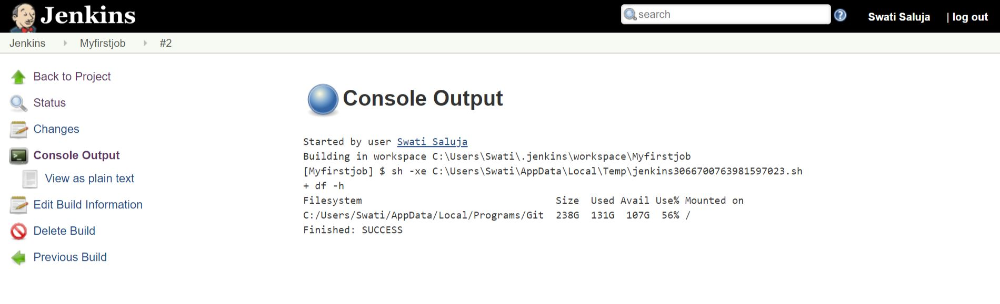 Jenkins
search
Swati Saluja | log out
Jenkins Myfirstjob #2
Back to Project
Status
Changes
Console Output
View as plain text
Edit Build Information
Delete Build
Previous Build
Console Output
Started by user Swati Saluja
Building in workspace C:\Users\Swati\.jenkins\workspace\Myfirstjob
[Myfirstjob] $ sh -xe C:\Users\Swati\AppData\Local\Temp\jenkins3066700763981597023.sh
+ df -h
Filesystem                                 Size  Used Avail Use% Mounted on
C:/Users/Swati/AppData/Local/Programs/Git  238G  131G  107G  56% /
Finished: SUCCESS